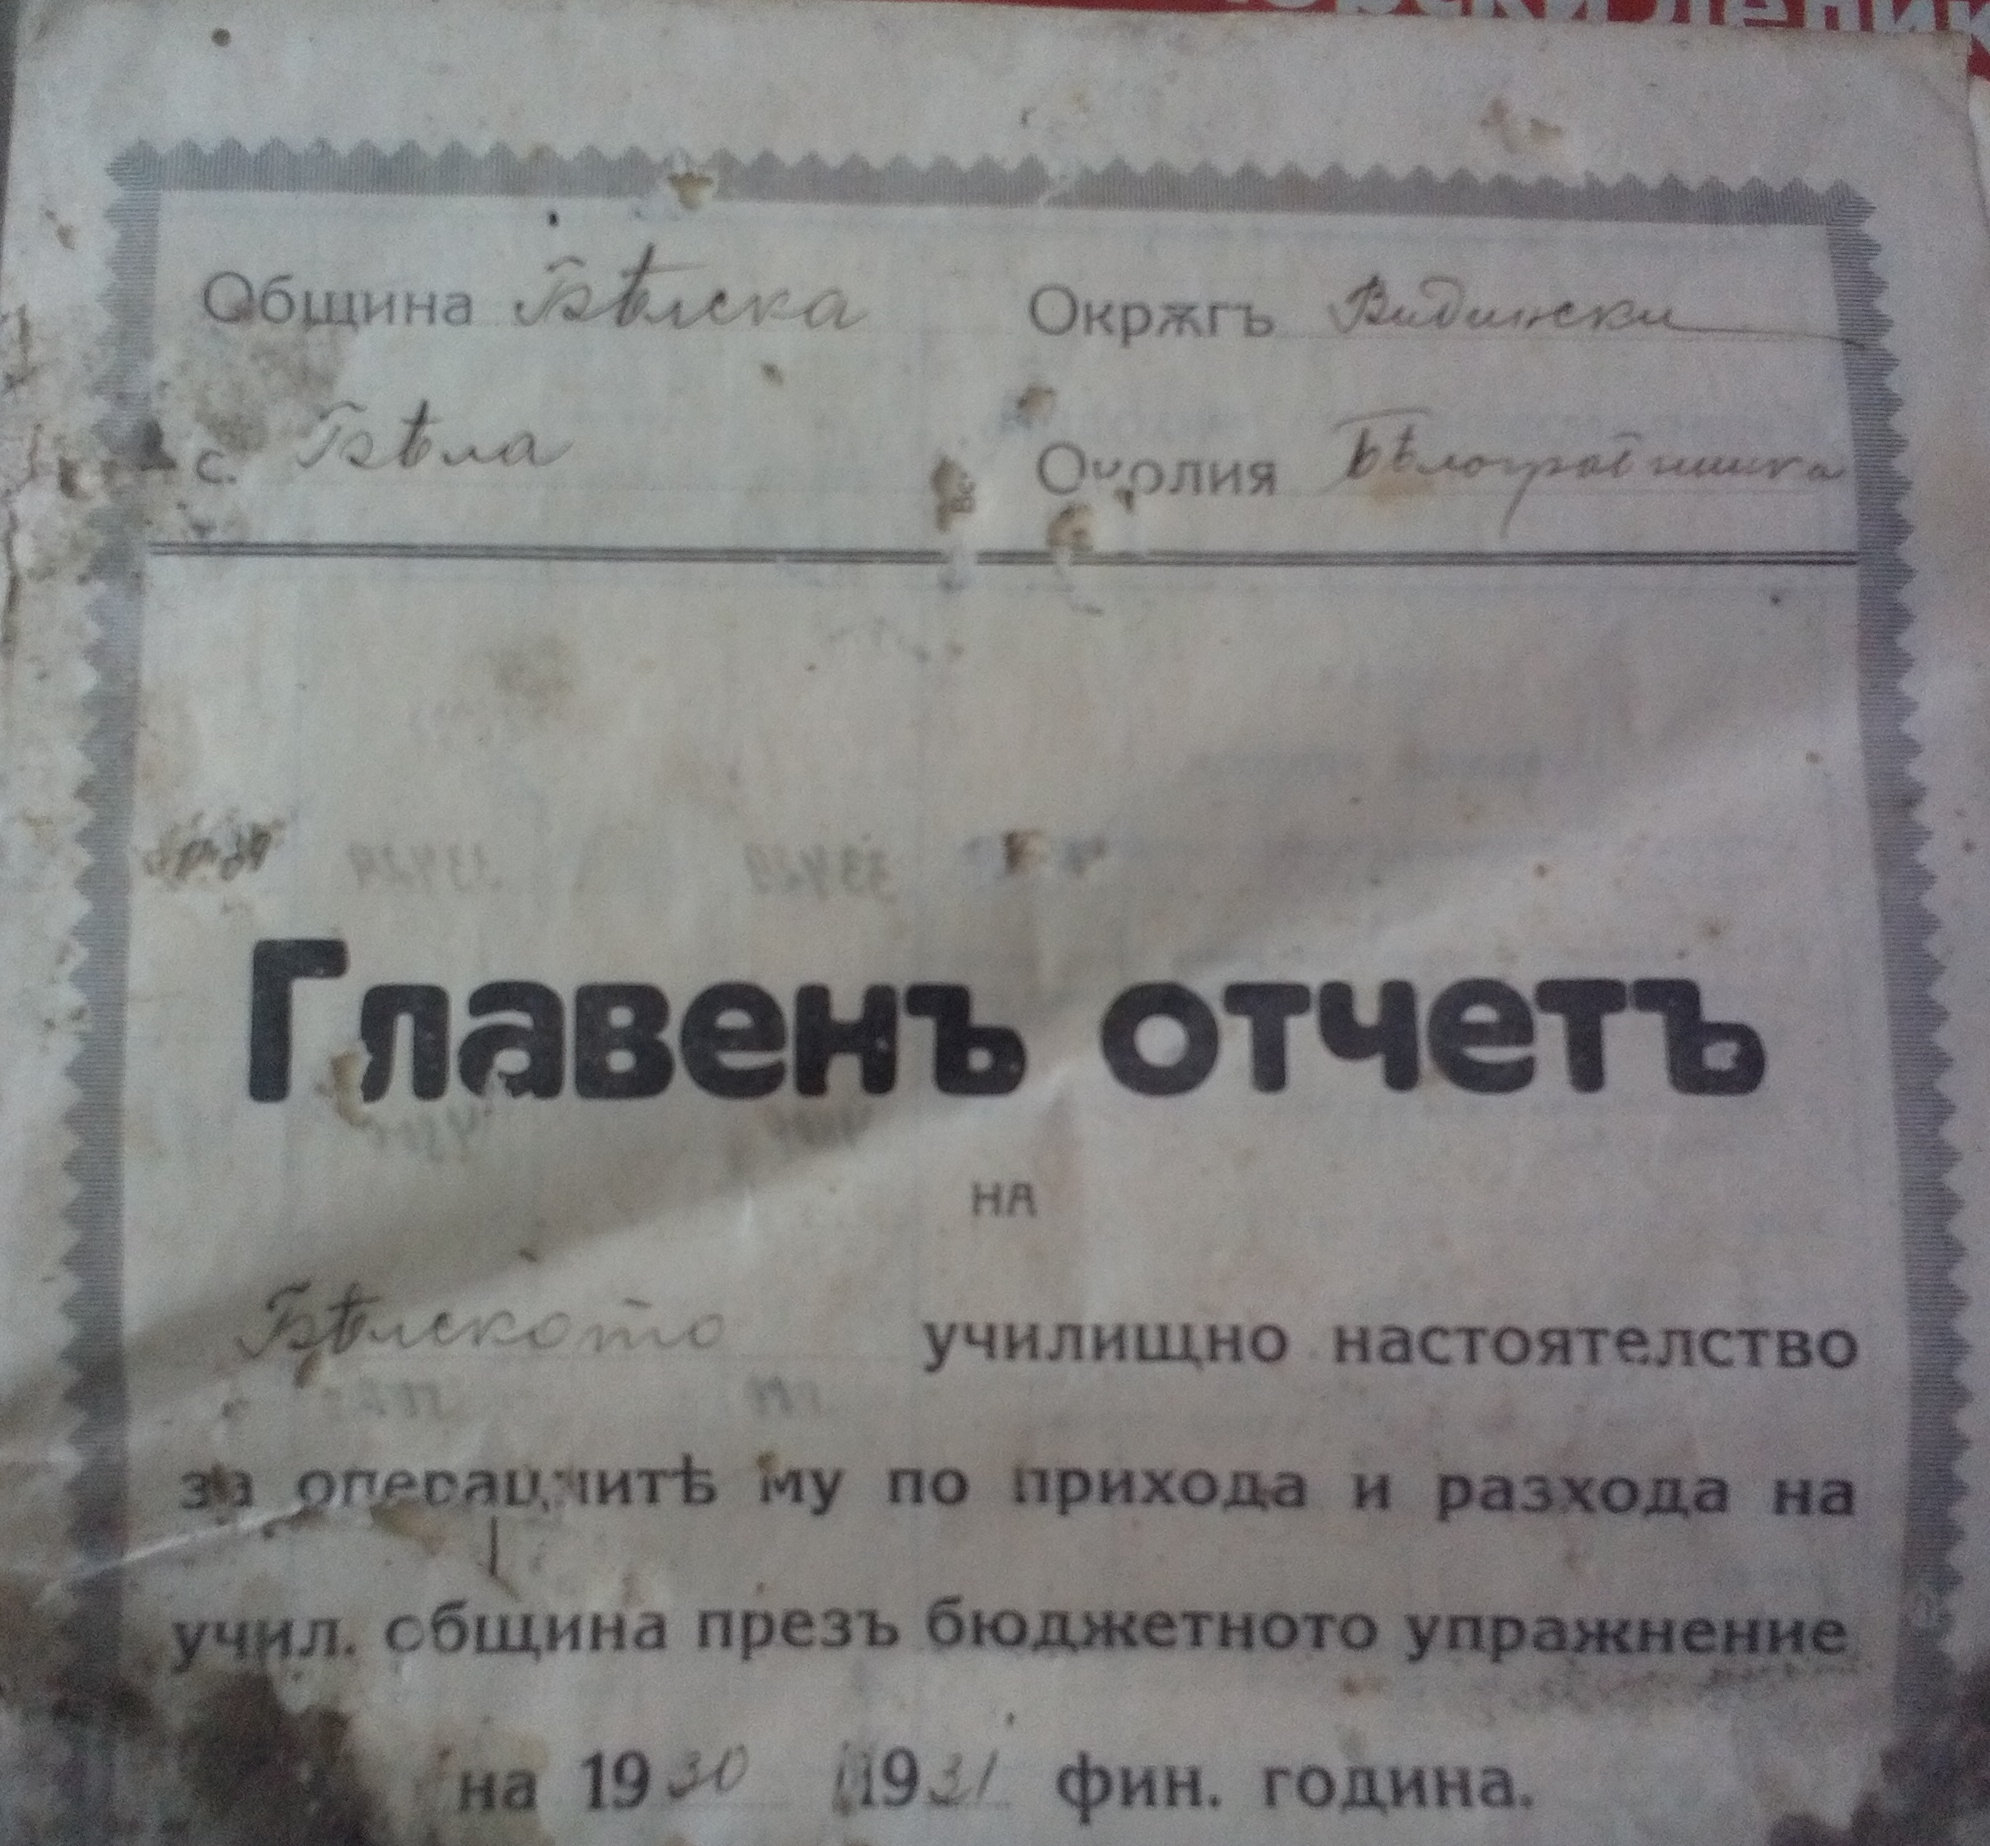 Община Бѣлска Окрѫгъ Видински
с. Бѣла Околия Бѣлоградчишка
Главенъ отчетъ
на
Бѣлското училищно настоятелство
за операциитѣ му по прихода и разхода на
учил. община презъ бюджетното упражнение
на 1930 / 1931 фин. година.